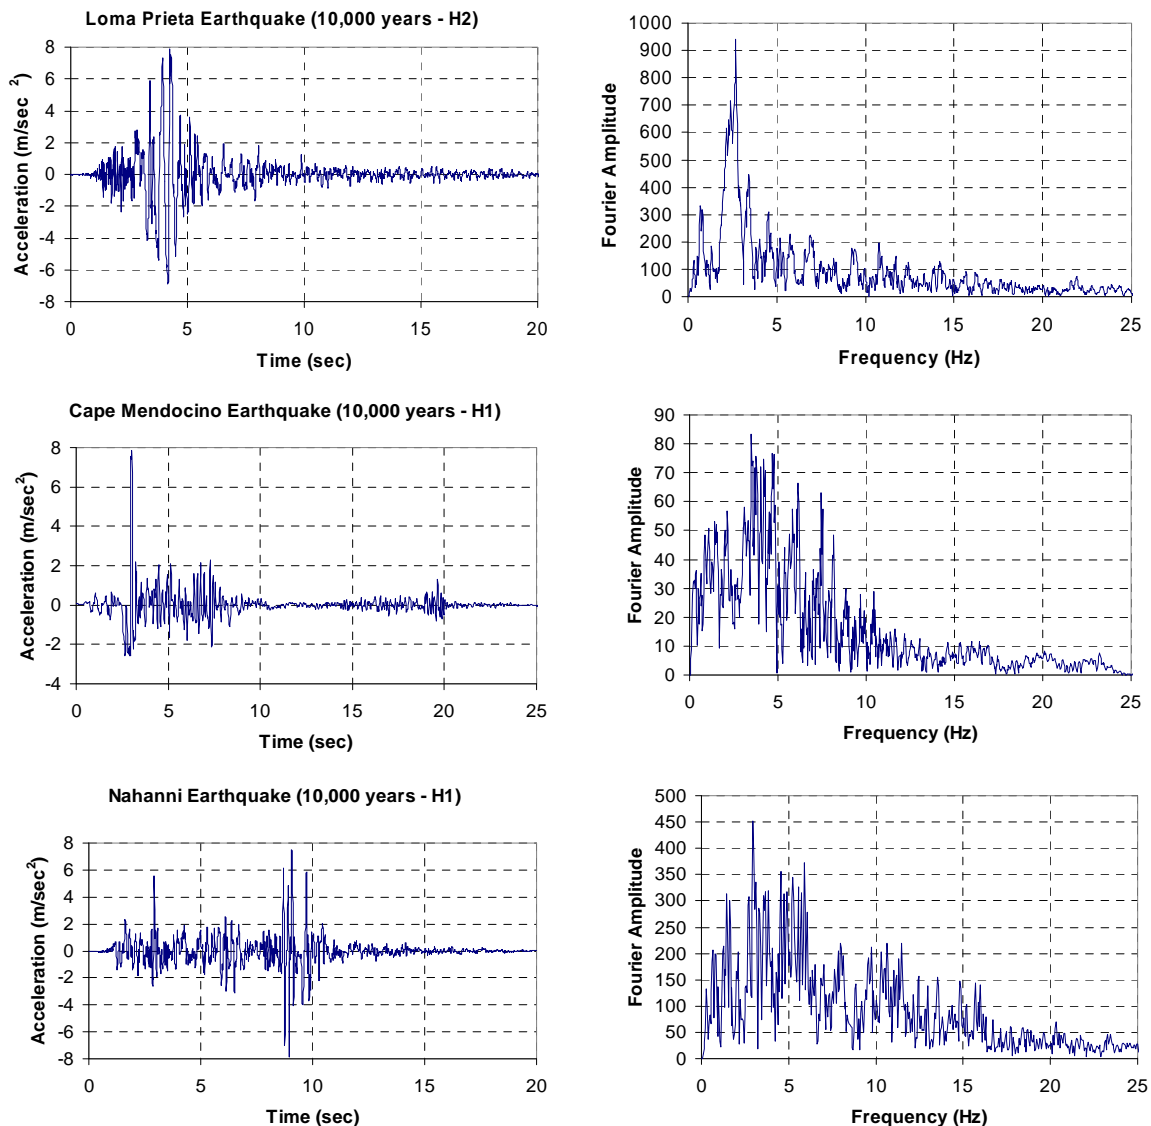 Loma Prieta Earthquake (10,000 years - H2)
Acceleration (m/sec ²)
8
6
4
2
0
-2
-4
-6
-8
0 5 10 15 20
Time (sec)
Fourier Amplitude
1000
900
800
700
600
500
400
300
200
100
0
0 5 10 15 20 25
Frequency (Hz)
Cape Mendocino Earthquake (10,000 years - H1)
Acceleration (m/sec²)
8
6
4
2
0
-2
-4
0 5 10 15 20 25
Time (sec)
Fourier Amplitude
90
80
70
60
50
40
30
20
10
0
0 5 10 15 20 25
Frequency (Hz)
Nahanni Earthquake (10,000 years - H1)
Acceleration (m/sec²)
8
6
4
2
0
-2
-4
-6
-8
0 5 10 15 20
Time (sec)
Fourier Amplitude
500
450
400
350
300
250
200
150
100
50
0
0 5 10 15 20 25
Frequency (Hz)